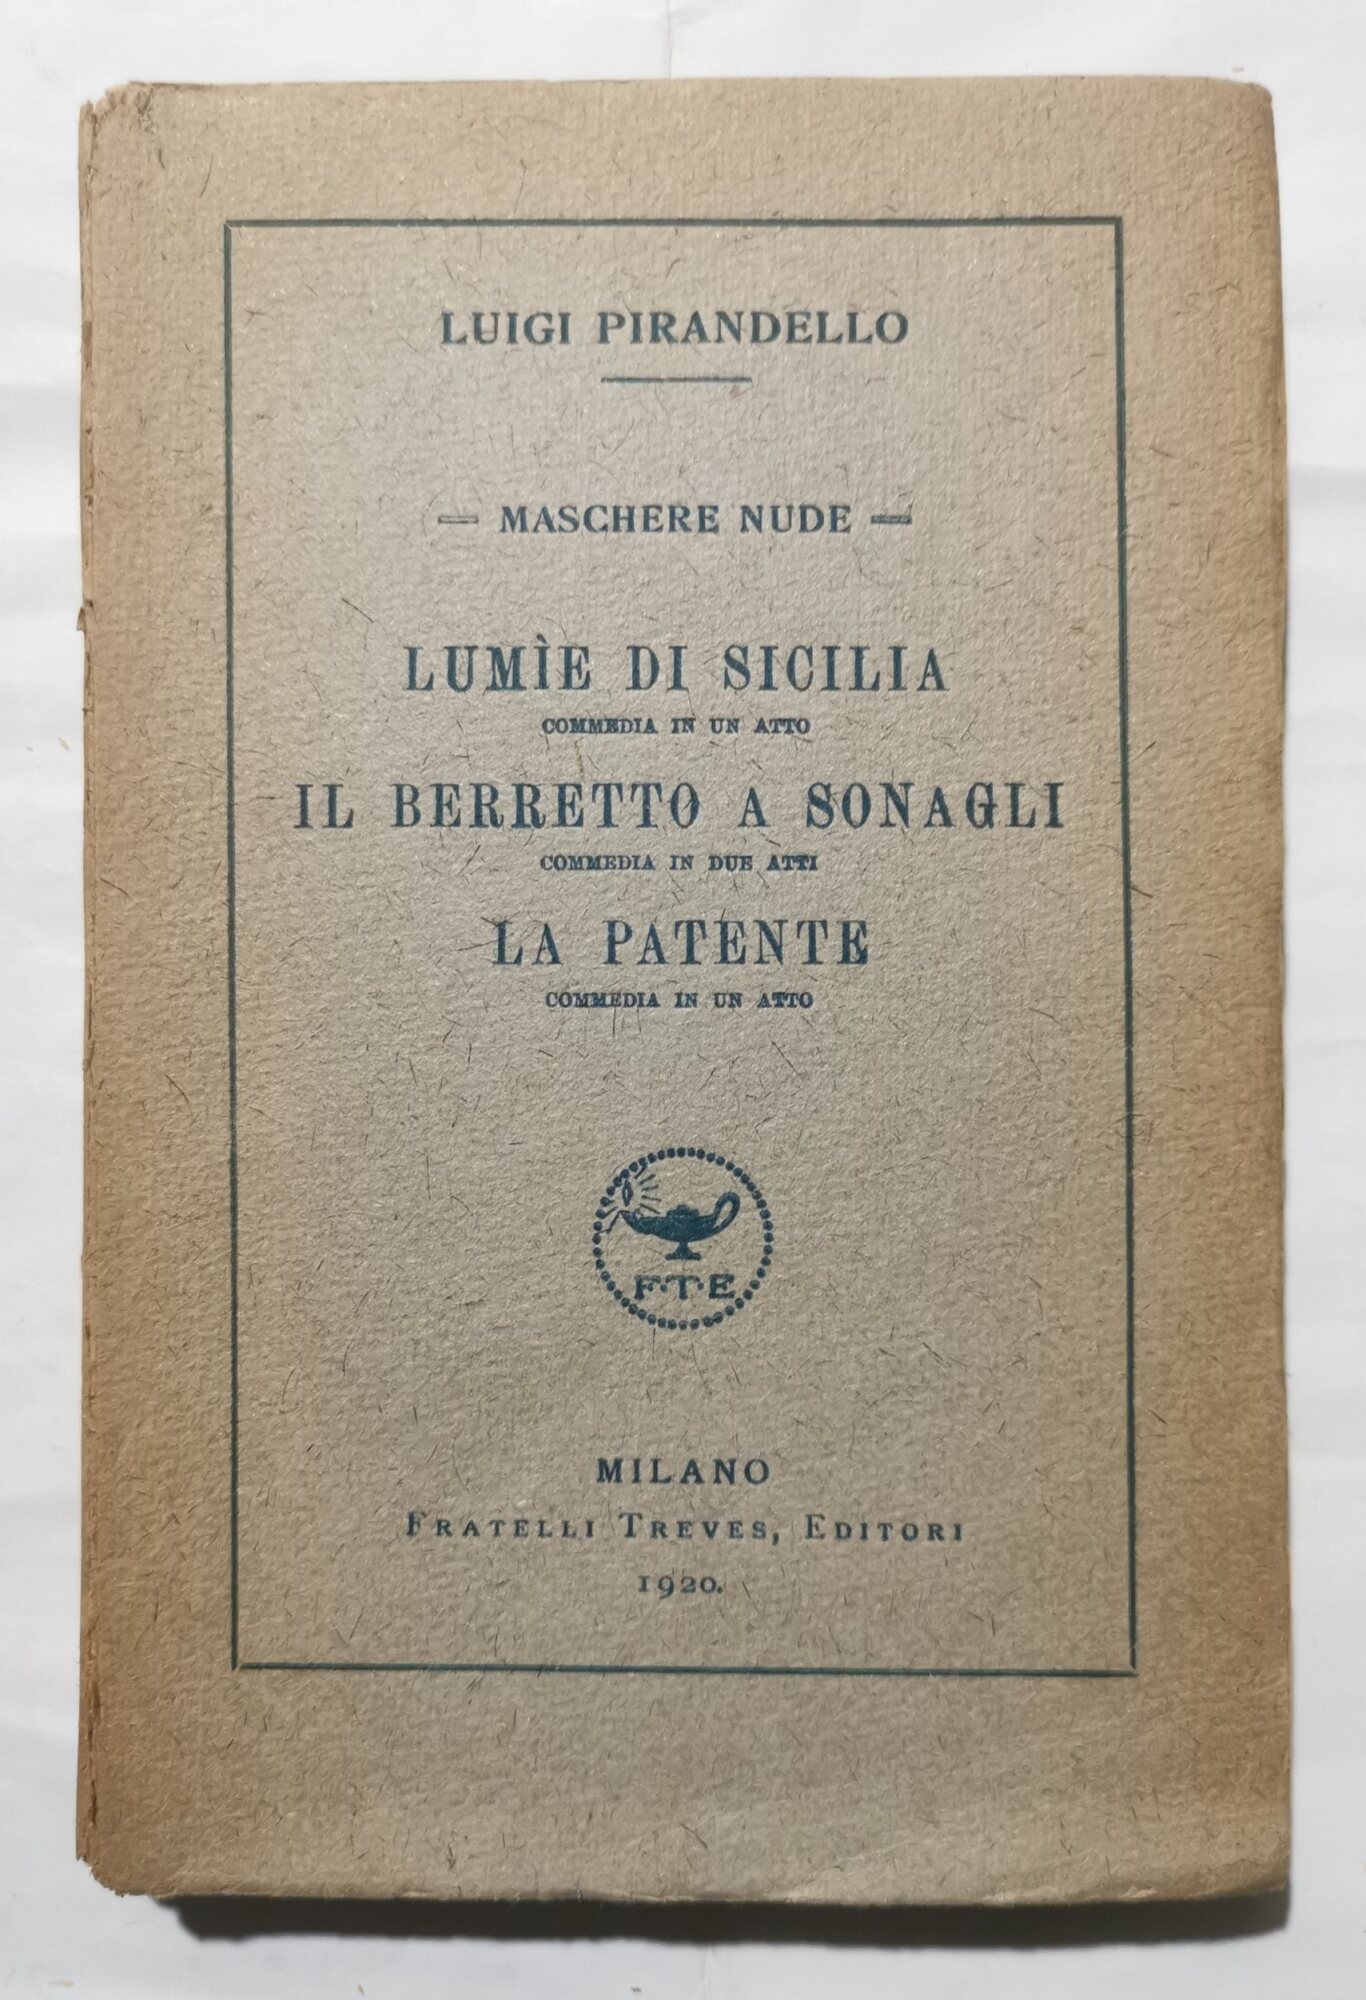 LUIGI PIRANDELLO
MASCHERE NUDE
LUMÌE DI SICILIA
COMMEDIA IN UN ATTO
IL BERRETTO A SONAGLI
COMMEDIA IN DUE ATTI
LA PATENTE
COMMEDIA IN UN ATTO
F·T·E
MILANO
FRATELLI TREVES, EDITORI
1920.